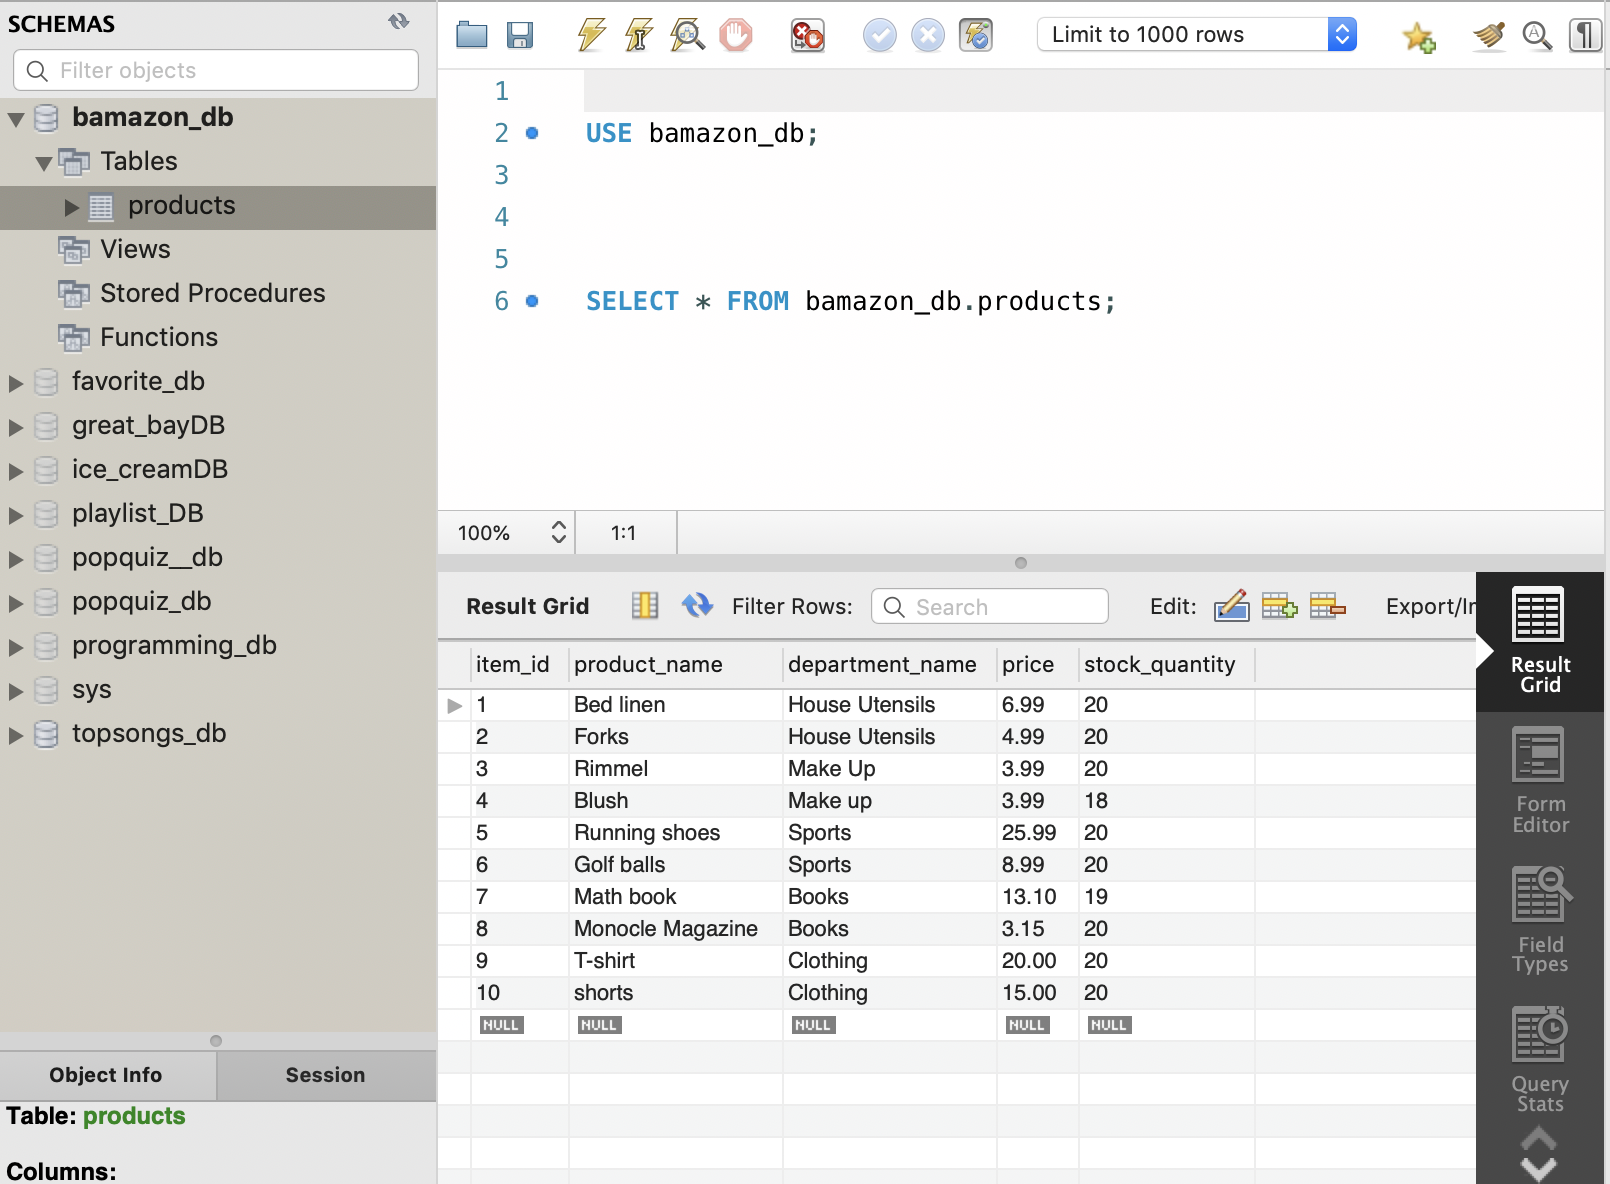 SCHEMAS
Filter objects
bamazon_db
Tables
products
Views
Stored Procedures
Functions
favorite_db
great_bayDB
ice_creamDB
playlist_DB
popquiz__db
popquiz_db
programming_db
sys
topsongs_db
Object Info Session
Table: products
Columns:
Limit to 1000 rows
1
2 USE bamazon_db;
3
4
5
6 SELECT * FROM bamazon_db.products;
100% 1:1
Result Grid Filter Rows: Search Edit: Export/Ir
item_id product_name department_name price stock_quantity
1 Bed linen House Utensils 6.99 20
2 Forks House Utensils 4.99 20
3 Rimmel Make Up 3.99 20
4 Blush Make up 3.99 18
5 Running shoes Sports 25.99 20
6 Golf balls Sports 8.99 20
7 Math book Books 13.10 19
8 Monocle Magazine Books 3.15 20
9 T-shirt Clothing 20.00 20
10 shorts Clothing 15.00 20
NULL NULL NULL NULL NULL
Result
Grid
Form
Editor
Field
Types
Query
Stats